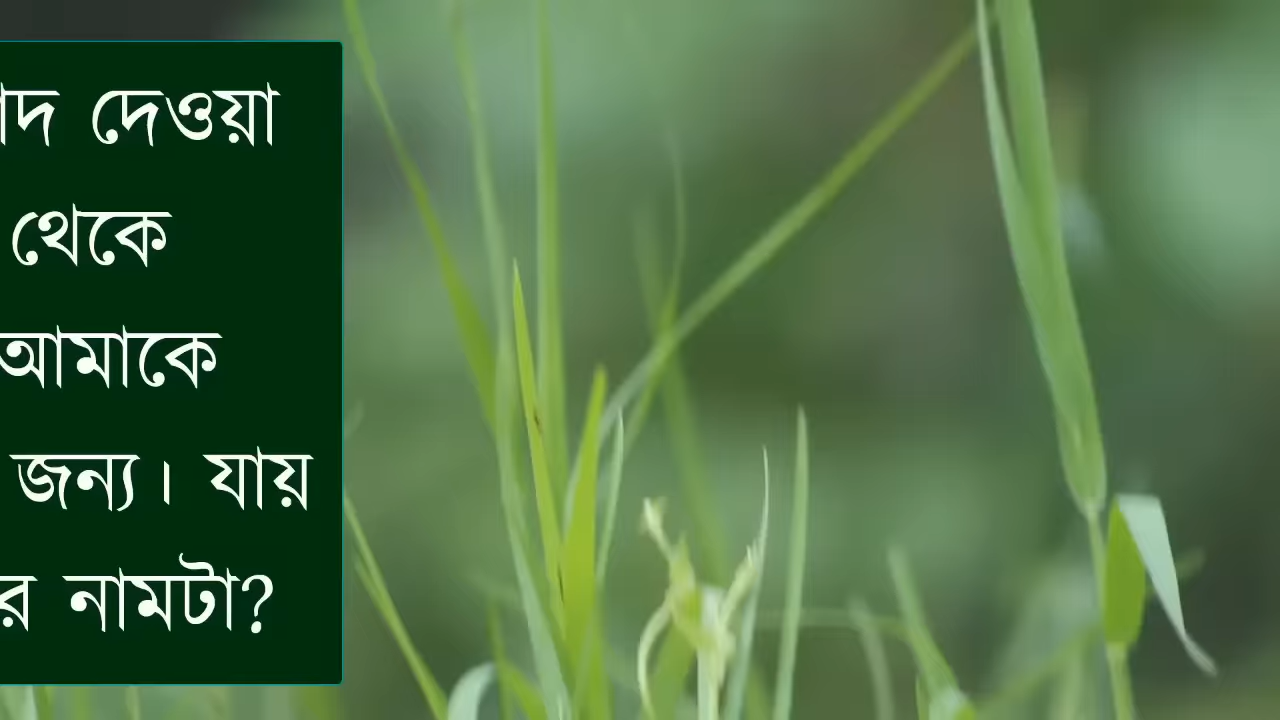 দেওয়া
থেকে
আমাকে
জন্য। যায়
নামটা?